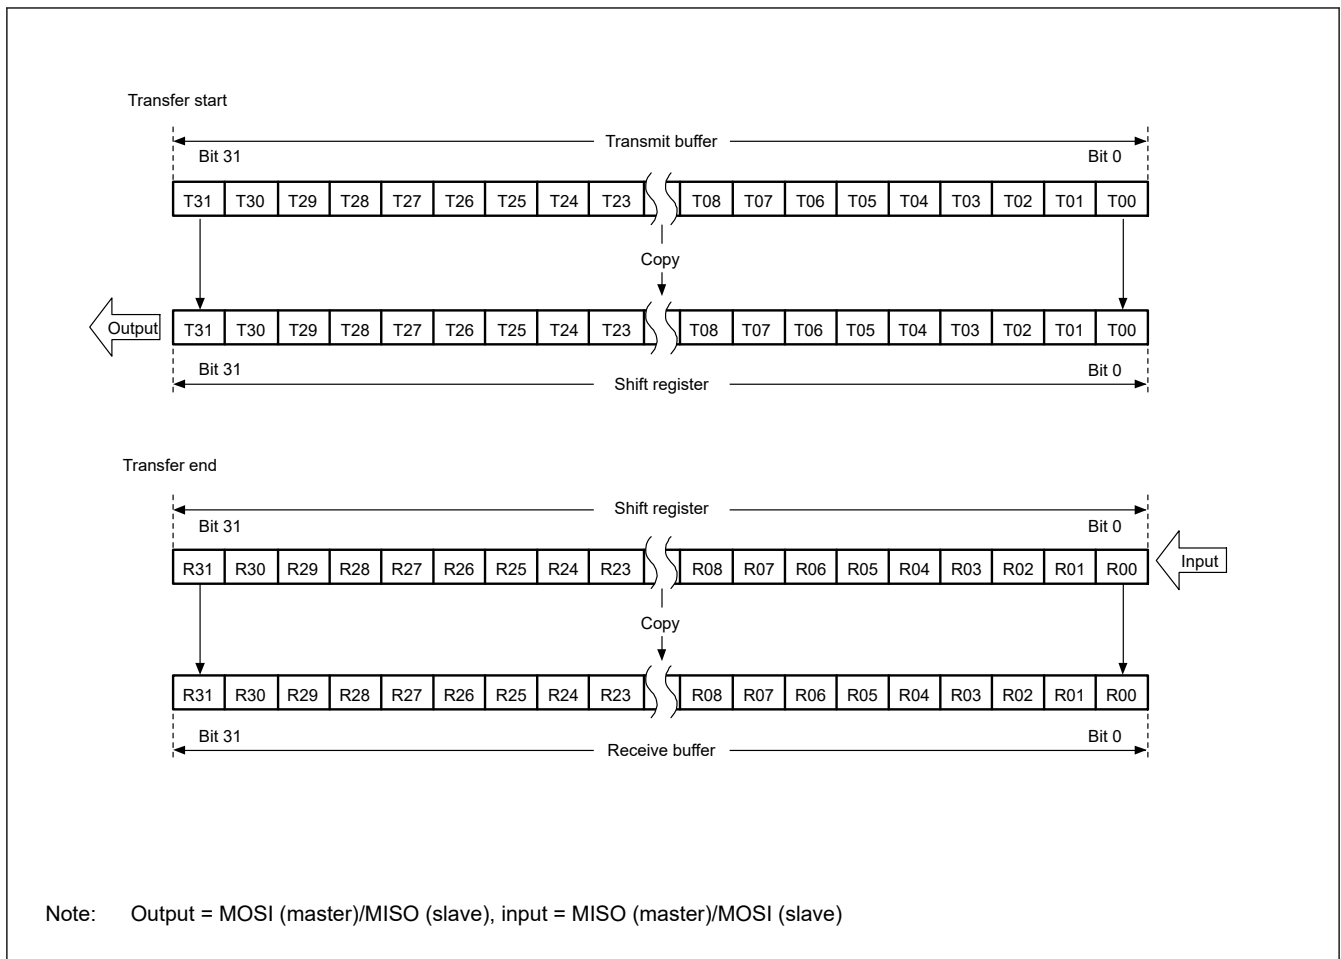 Transfer start
Transmit buffer
Bit 31 Bit 0
T31 T30 T29 T28 T27 T26 T25 T24 T23 T08 T07 T06 T05 T04 T03 T02 T01 T00
Copy
Output T31 T30 T29 T28 T27 T26 T25 T24 T23 T08 T07 T06 T05 T04 T03 T02 T01 T00
Bit 31 Bit 0
Shift register
Transfer end
Shift register
Bit 31 Bit 0
R31 R30 R29 R28 R27 R26 R25 R24 R23 R08 R07 R06 R05 R04 R03 R02 R01 R00 Input
Copy
R31 R30 R29 R28 R27 R26 R25 R24 R23 R08 R07 R06 R05 R04 R03 R02 R01 R00
Bit 31 Bit 0
Receive buffer
Note: Output = MOSI (master)/MISO (slave), input = MISO (master)/MOSI (slave)